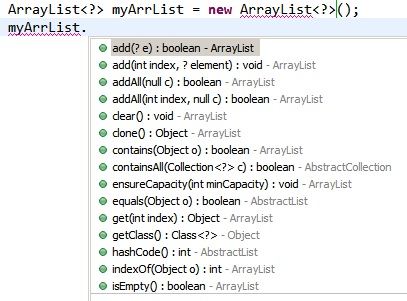 ArrayList<?> myArrList = new ArrayList<?>();
myArrList.
add(? e) : boolean - ArrayList
add(int index, ? element) : void - ArrayList
addAll(null c) : boolean - ArrayList
addAll(int index, null c) : boolean - ArrayList
clear() : void - ArrayList
clone() : Object - ArrayList
contains(Object o) : boolean - ArrayList
containsAll(Collection<?> c) : boolean - AbstractCollection
ensureCapacity(int minCapacity) : void - ArrayList
equals(Object o) : boolean - AbstractList
get(int index) : Object - ArrayList
getClass() : Class<?> - Object
hashCode() : int - AbstractList
indexOf(Object o) : int - ArrayList
isEmpty() : boolean - ArrayList